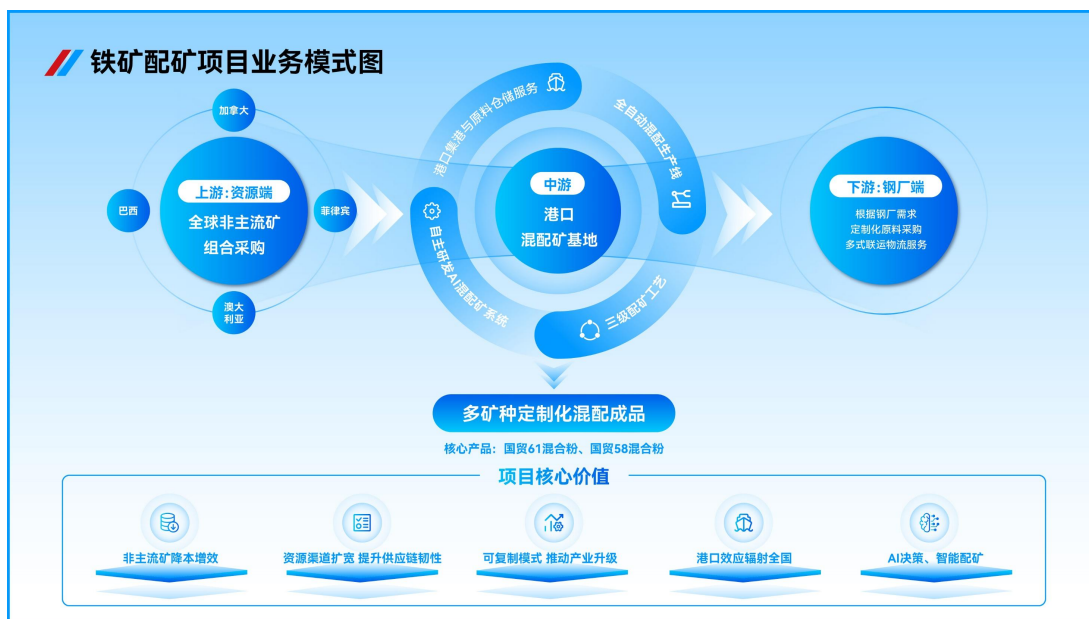 铁矿配矿项目业务模式图
加拿大
巴西
菲律宾
澳大
利亚
上游:资源端
全球非主流矿
组合采购
港口集港与原料仓储服务
全自动混配生产线
自主研发AI混配矿系统
三级配矿工艺
中游
港口
混配矿基地
下游:钢厂端
根据钢厂需求
定制化原料采购
多式联运物流服务
多矿种定制化混配成品
核心产品：国贸61混合粉、国贸58混合粉
项目核心价值
非主流矿降本增效
资源渠道扩宽 提升供应链韧性
可复制模式 推动产业升级
港口效应辐射全国
AI决策、智能配矿